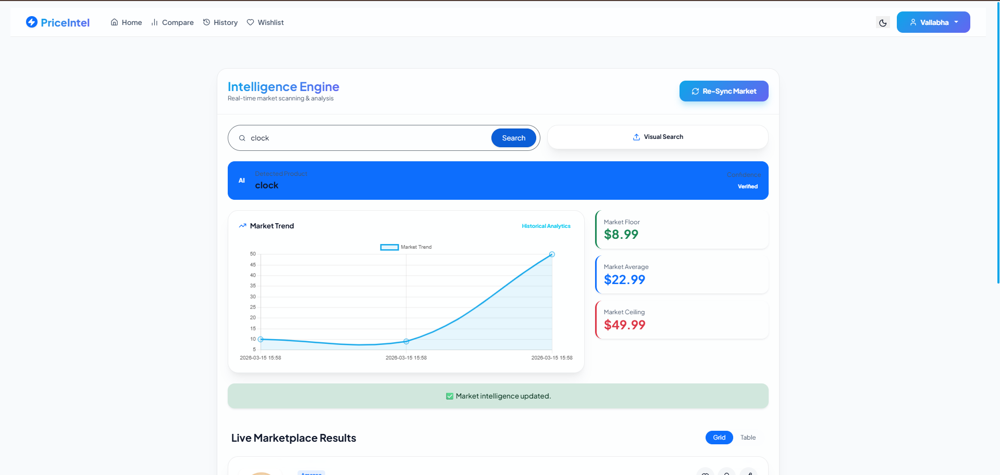 PriceIntel
Home Compare History Wishlist
Vallabha
Intelligence Engine
Real-time market scanning & analysis
Re-Sync Market
clock
Search
Visual Search
AI
Detected Product
clock
Confidence
Verified
Market Trend
Historical Analytics
Market Trend
50
45
40
35
30
25
20
15
10
5
2026-03-15 15:58 2026-03-15 15:58 2026-03-15 15:58
Market Floor
$8.99
Market Average
$22.99
Market Ceiling
$49.99
✅ Market intelligence updated.
Live Marketplace Results
Grid Table
Amazon